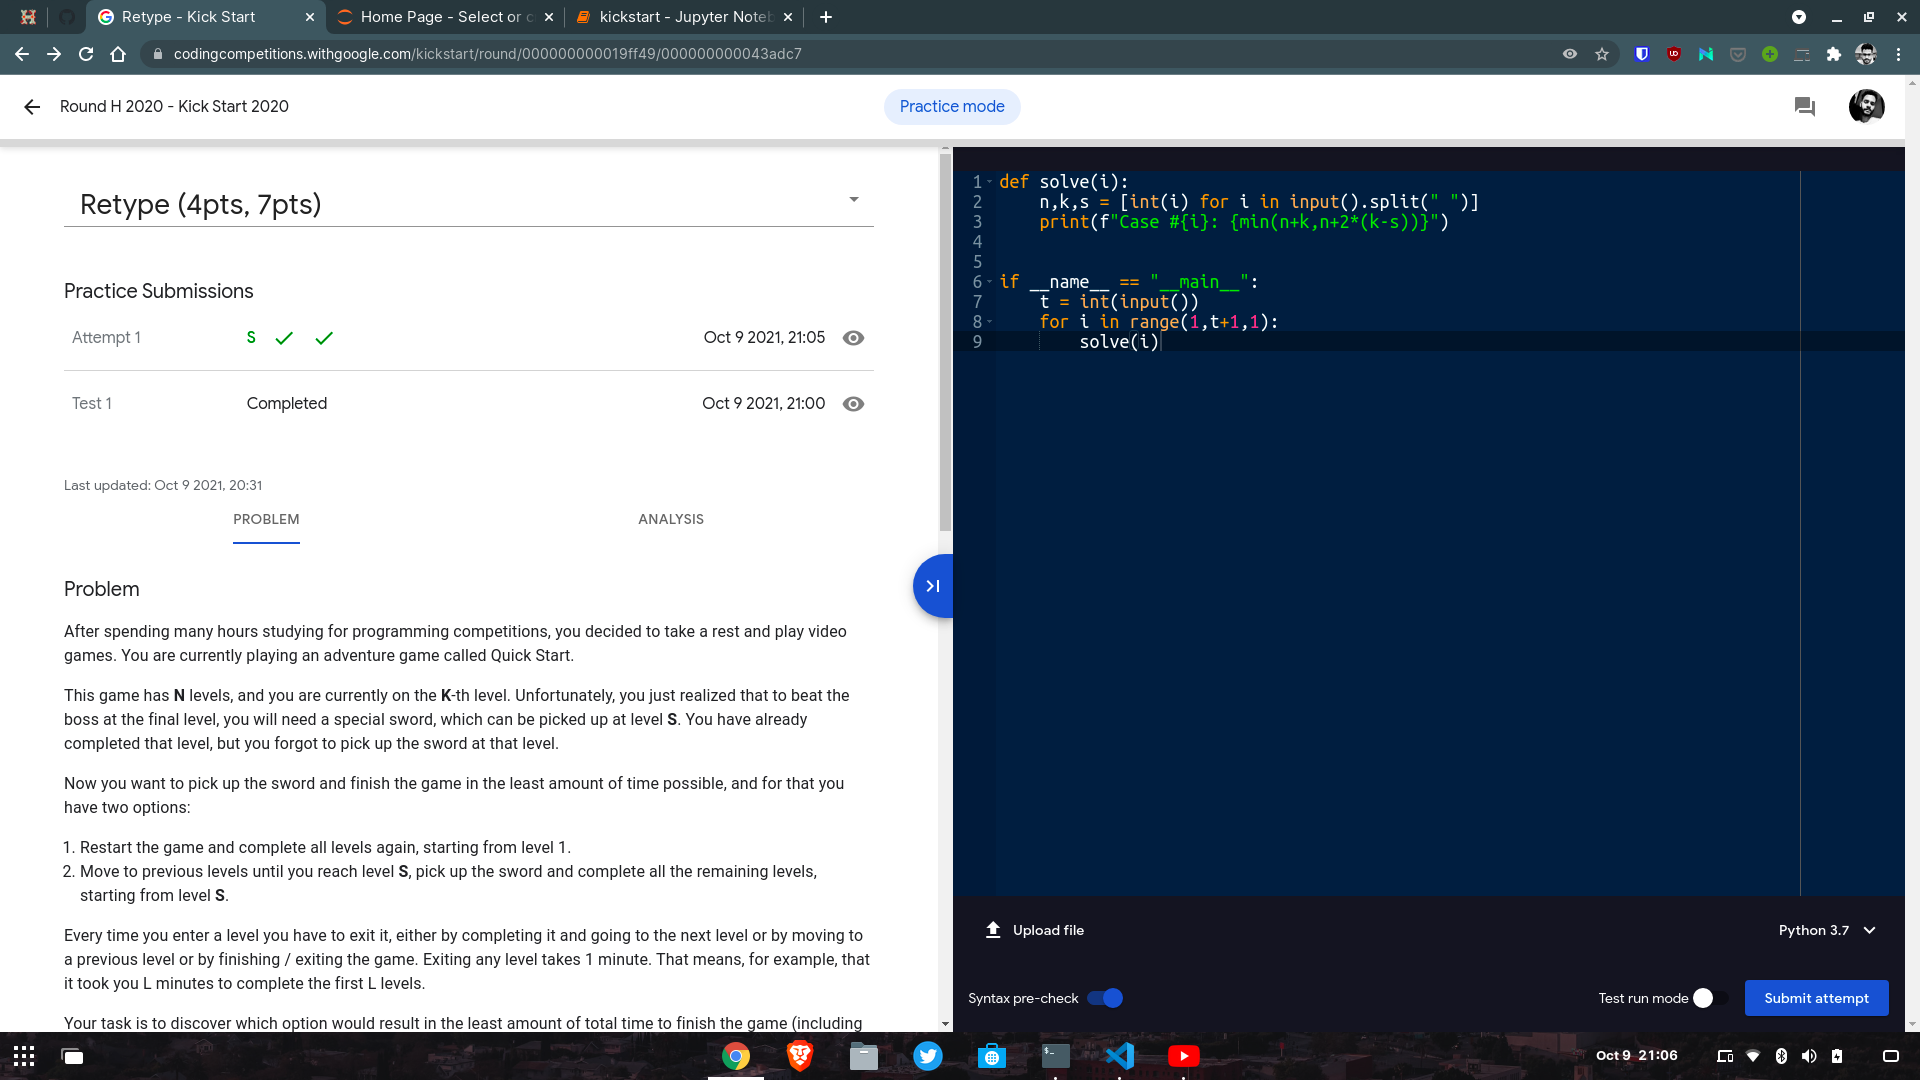 Retype - Kick Start
Home Page - Select or c
kickstart - Jupyter Noteb
codingcompetitions.withgoogle.com/kickstart/round/000000000019ff49/000000000043adc7
Round H 2020 - Kick Start 2020
Practice mode
Retype (4pts, 7pts)
Practice Submissions
Attempt 1 S Oct 9 2021, 21:05
Test 1 Completed Oct 9 2021, 21:00
Last updated: Oct 9 2021, 20:31
PROBLEM ANALYSIS
Problem
After spending many hours studying for programming competitions, you decided to take a rest and play video
games. You are currently playing an adventure game called Quick Start.
This game has N levels, and you are currently on the K-th level. Unfortunately, you just realized that to beat the
boss at the final level, you will need a special sword, which can be picked up at level S. You have already
completed that level, but you forgot to pick up the sword at that level.
Now you want to pick up the sword and finish the game in the least amount of time possible, and for that you
have two options:
1. Restart the game and complete all levels again, starting from level 1.
2. Move to previous levels until you reach level S, pick up the sword and complete all the remaining levels,
starting from level S.
Every time you enter a level you have to exit it, either by completing it and going to the next level or by moving to
a previous level or by finishing / exiting the game. Exiting any level takes 1 minute. That means, for example, that
it took you L minutes to complete the first L levels.
Your task is to discover which option would result in the least amount of total time to finish the game (including
1 def solve(i):
2 n,k,s = [int(i) for i in input().split(" ")]
3 print(f"Case #{i}: {min(n+k,n+2*(k-s))}")
4
5
6 if __name__ == "__main__":
7 t = int(input())
8 for i in range(1,t+1,1):
9 solve(i)
Upload file
Python 3.7
Syntax pre-check
Test run mode
Submit attempt
Oct 9 21:06